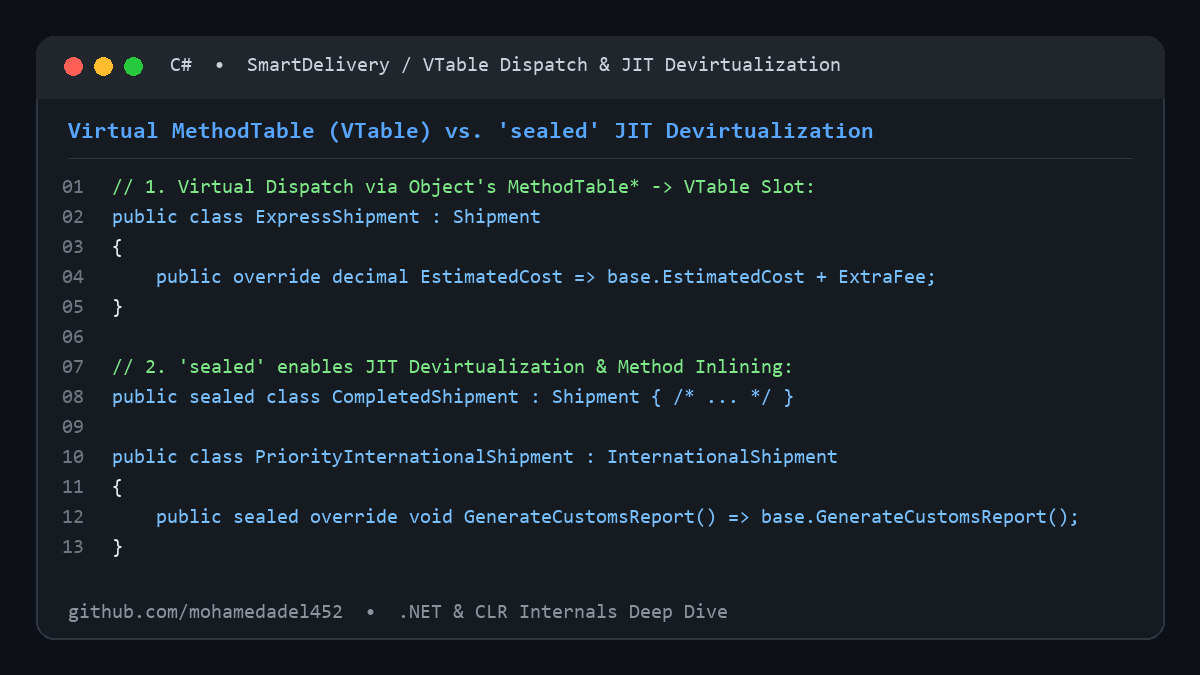 C# • SmartDelivery / VTable Dispatch & JIT Devirtualization
Virtual MethodTable (VTable) vs. 'sealed' JIT Devirtualization
01 // 1. Virtual Dispatch via Object's MethodTable* -> VTable Slot:
02 public class ExpressShipment : Shipment
03 {
04     public override decimal EstimatedCost => base.EstimatedCost + ExtraFee;
05 }
06
07 // 2. 'sealed' enables JIT Devirtualization & Method Inlining:
08 public sealed class CompletedShipment : Shipment { /* ... */ }
09
10 public class PriorityInternationalShipment : InternationalShipment
11 {
12     public sealed override void GenerateCustomsReport() => base.GenerateCustomsReport();
13 }
github.com/mohamedadel452 • .NET & CLR Internals Deep Dive